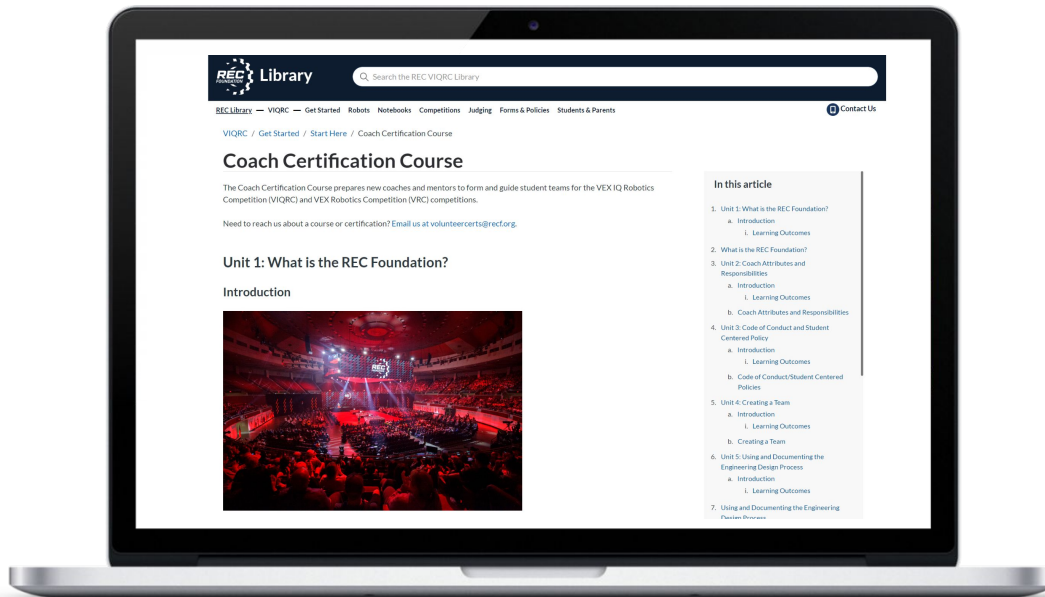 REC
FOUNDATION
Library
Search the REC VIQRC Library
REC Library — VIQRC — Get Started Robots Notebooks Competitions Judging Forms & Policies Students & Parents
Contact Us
VIQRC / Get Started / Start Here / Coach Certification Course
Coach Certification Course
The Coach Certification Course prepares new coaches and mentors to form and guide student teams for the VEX IQ Robotics
Competition (VIQRC) and VEX Robotics Competition (VRC) competitions.
Need to reach us about a course or certification? Email us at volunteercerts@recf.org.
Unit 1: What is the REC Foundation?
Introduction
REC
In this article
1. Unit 1: What is the REC Foundation?
a. Introduction
i. Learning Outcomes
2. What is the REC Foundation?
3. Unit 2: Coach Attributes and
Responsibilities
a. Introduction
i. Learning Outcomes
b. Coach Attributes and Responsibilities
4. Unit 3: Code of Conduct and Student
Centered Policy
a. Introduction
i. Learning Outcomes
b. Code of Conduct/Student Centered
Policies
5. Unit 4: Creating a Team
a. Introduction
i. Learning Outcomes
b. Creating a Team
6. Unit 5: Using and Documenting the
Engineering Design Process
a. Introduction
i. Learning Outcomes
7. Using and Documenting the Engineering
Design Process